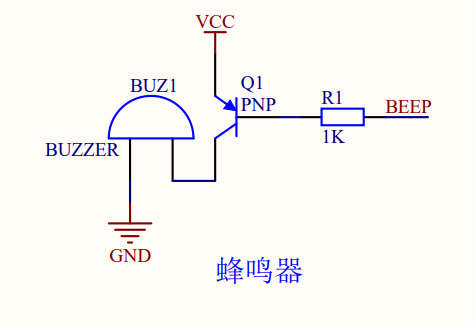 VCC
Q1
PNP
BUZ1
BUZZER
R1
1K
BEEP
GND
蜂鸣器